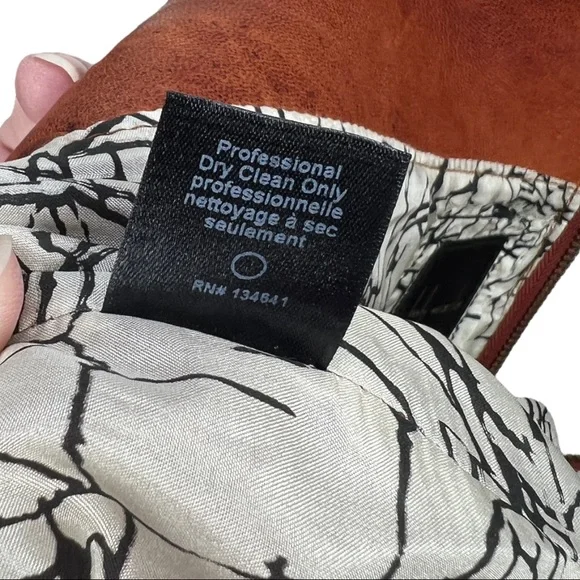 Professional
Dry Clean Only
professionnelle
nettoyage à sec
seulement
RN# 134641